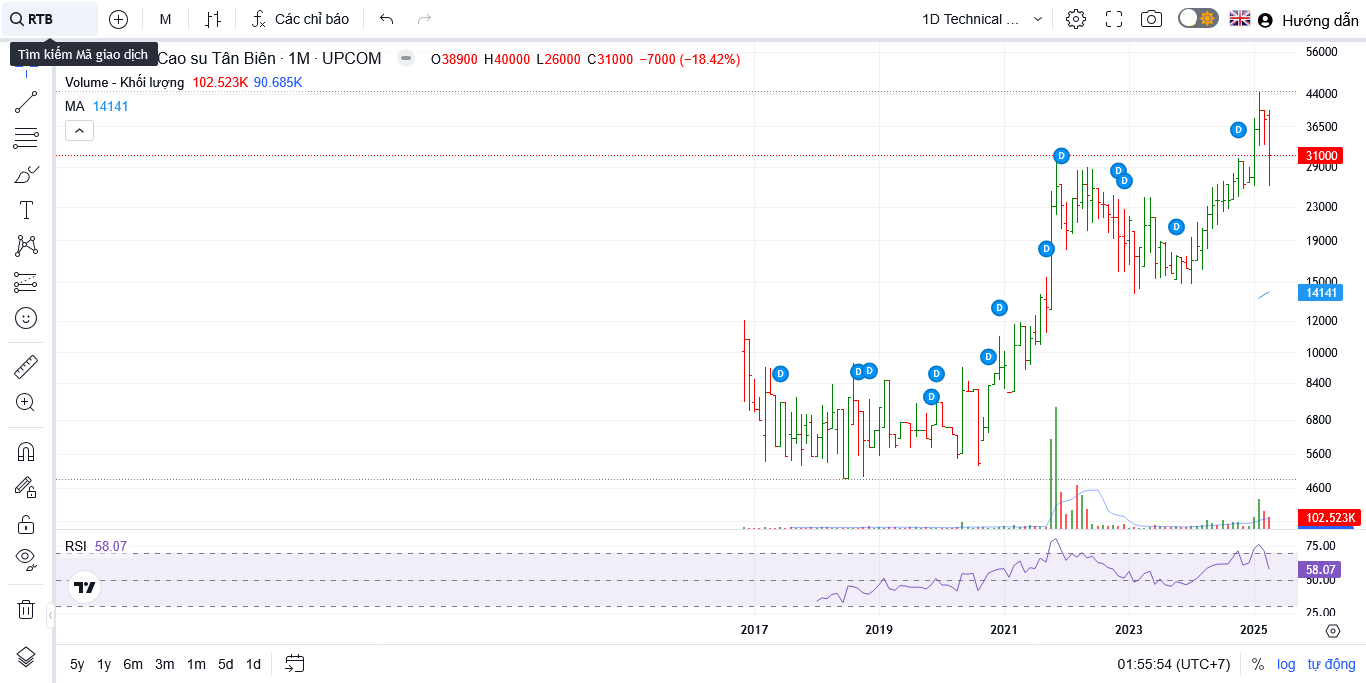 RTB
M
Các chỉ báo
1D Technical ...
Hướng dẫn
Tìm kiếm Mã giao dịch
Cao su Tân Biên · 1M · UPCOM
O38900 H40000 L26000 C31000 −7000 (−18.42%)
Volume - Khối lượng 102.523K 90.685K
MA 14141
56000
44000
36500
31000
29000
23000
19000
15000
14141
12000
10000
8400
6800
5600
4600
102.523K
D
D
D
D
D
D
D
D
D
D
D
D
D
RSI 58.07
75.00
58.07
50.00
25.00
2017 2019 2021 2023 2025
5y 1y 6m 3m 1m 5d 1d
01:55:54 (UTC+7)
% log tự động